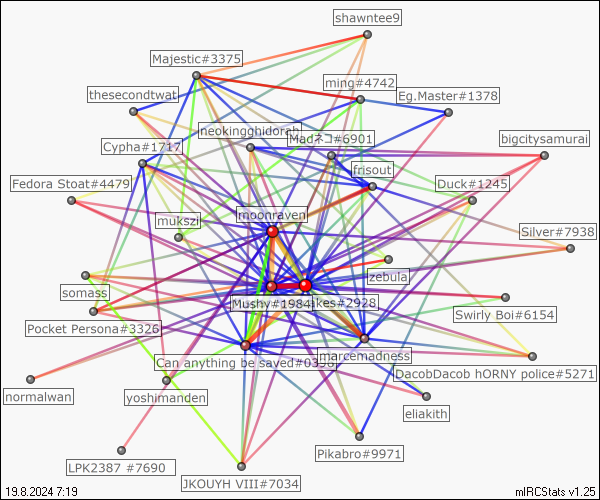 shawntee9
Majestic#3375
ming#4742
thesecondtwat
Eg.Master#1378
neokingghidorah
Madネコ#6901
bigcitysamurai
Cypha#1717
frisout
Fedora Stoat#4479
Duck#1245
mukszi
moonraven
Silver#7938
zebula
somass
Mushy#1984
akes#2928
Swirly Boi#6154
Pocket Persona#3326
Can anything be saved#0356
marcemadness
DacobDacob hORNY police#5271
normalwan
yoshimanden
eliakith
Pikabro#9971
LPK2387 #7690
JKOUYH VIII#7034
19.8.2024 7:19
mIRCStats v1.25